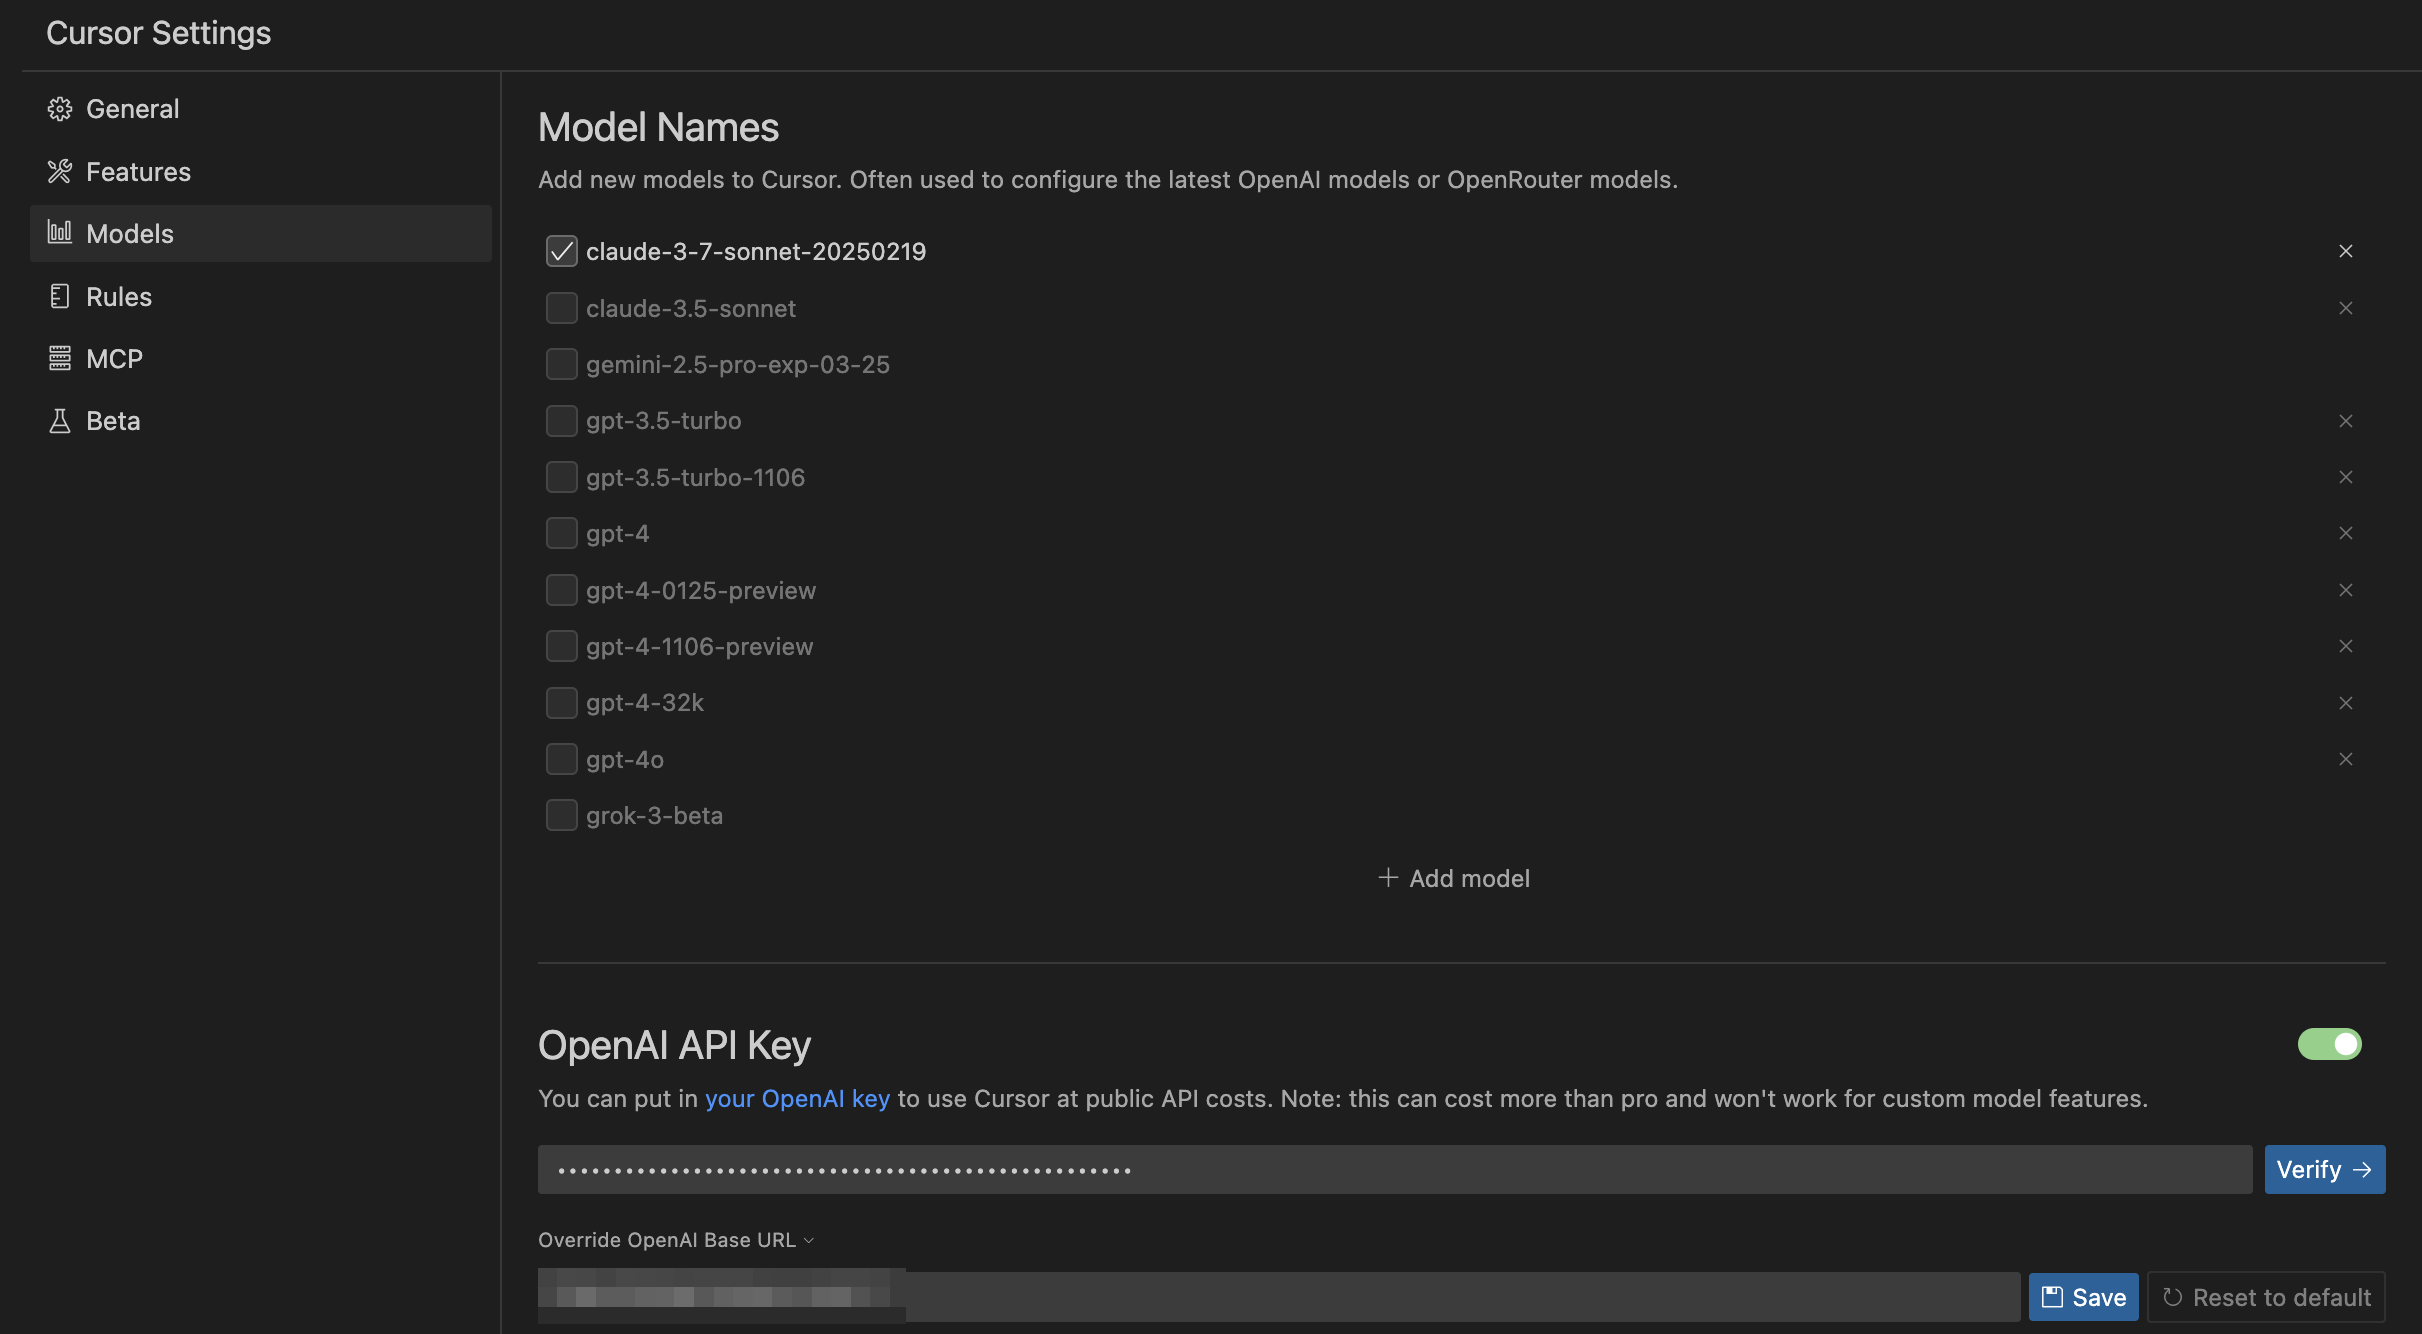 Cursor Settings
General
Features
Models
Rules
MCP
Beta
Model Names
Add new models to Cursor. Often used to configure the latest OpenAI models or OpenRouter models.
claude-3-7-sonnet-20250219
claude-3.5-sonnet
gemini-2.5-pro-exp-03-25
gpt-3.5-turbo
gpt-3.5-turbo-1106
gpt-4
gpt-4-0125-preview
gpt-4-1106-preview
gpt-4-32k
gpt-4o
grok-3-beta
+ Add model
OpenAI API Key
You can put in your OpenAI key to use Cursor at public API costs. Note: this can cost more than pro and won't work for custom model features.
Verify →
Override OpenAI Base URL
Save
Reset to default